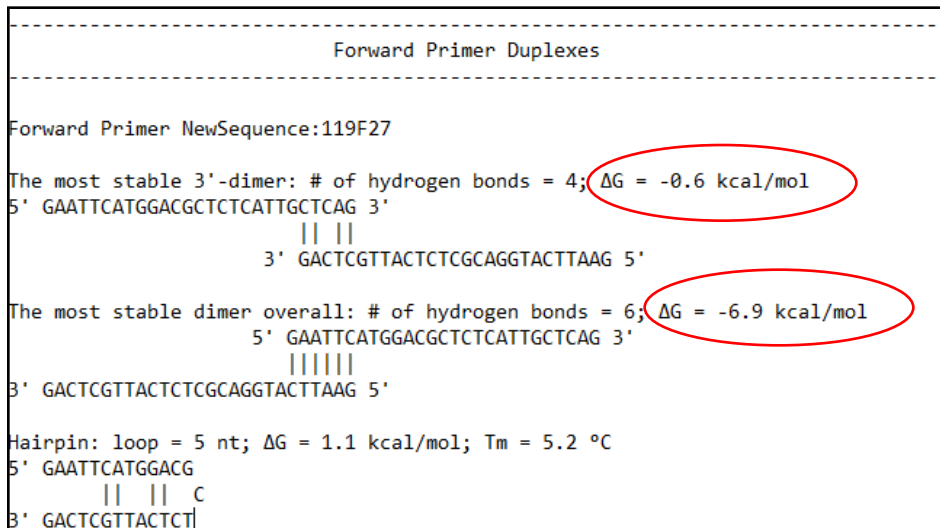 --------------------------------------------------------------------------------
Forward Primer Duplexes
--------------------------------------------------------------------------------
Forward Primer NewSequence:119F27
The most stable 3'-dimer: # of hydrogen bonds = 4; ΔG = -0.6 kcal/mol
5' GAATTCATGGACGCTCTCATTGCTCAG 3'
|| ||
3' GACTCGTTACTCTCGCAGGTACTTAAG 5'
The most stable dimer overall: # of hydrogen bonds = 6; ΔG = -6.9 kcal/mol
5' GAATTCATGGACGCTCTCATTGCTCAG 3'
||||||
3' GACTCGTTACTCTCGCAGGTACTTAAG 5'
Hairpin: loop = 5 nt; ΔG = 1.1 kcal/mol; Tm = 5.2 ºC
5' GAATTCATGGACG
|| || C
3' GACTCGTTACTCT